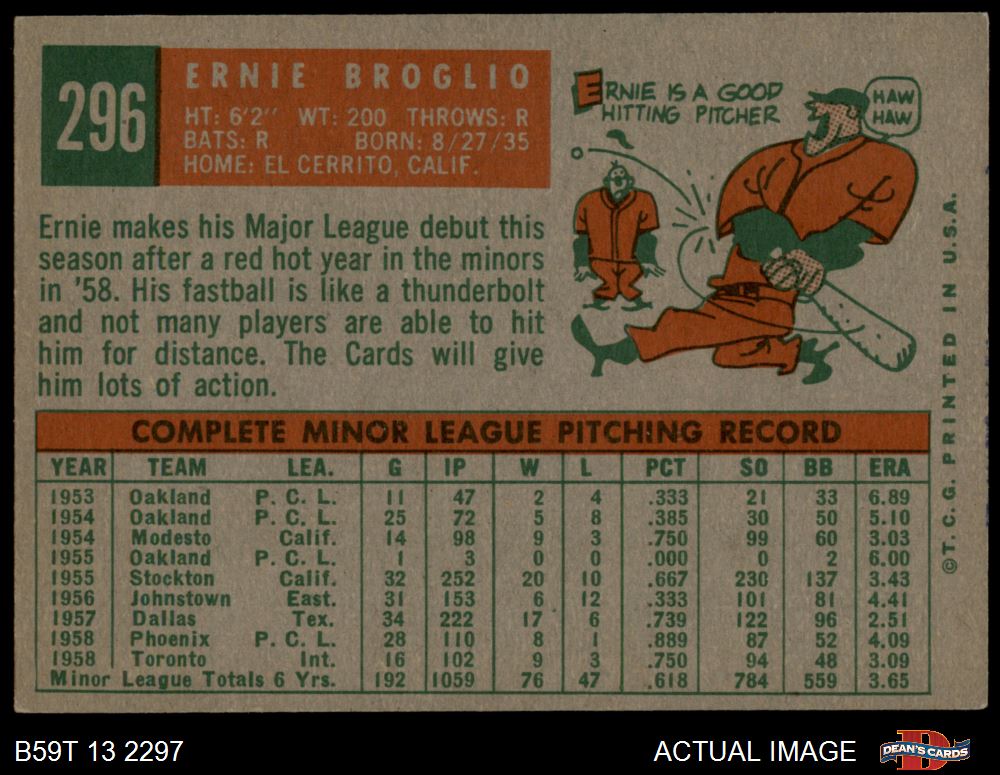 296
ERNIE BROGLIO
HT: 6'2" WT: 200 THROWS: R
BATS: R BORN: 8/27/35
HOME: EL CERRITO, CALIF.
ERNIE IS A GOOD
HITTING PITCHER
HAW
HAW
Ernie makes his Major League debut this
season after a red hot year in the minors
in '58. His fastball is like a thunderbolt
and not many players are able to hit
him for distance. The Cards will give
him lots of action.
COMPLETE MINOR LEAGUE PITCHING RECORD
YEAR TEAM LEA. G IP W L PCT SO BB ERA
1953 Oakland P. C. L. 11 47 2 4 .333 21 33 6.89
1954 Oakland P. C. L. 25 72 5 8 .385 30 50 5.10
1954 Modesto Calif. 14 98 9 3 .750 99 60 3.03
1955 Oakland P. C. L. 1 3 0 0 .000 0 2 6.00
1955 Stockton Calif. 32 252 20 10 .667 230 137 3.43
1956 Johnstown East. 31 153 6 12 .333 101 81 4.41
1957 Dallas Tex. 34 222 17 6 .739 122 96 2.51
1958 Phoenix P. C. L. 28 110 8 1 .889 87 52 4.09
1958 Toronto Int. 16 102 9 3 .750 94 48 3.09
Minor League Totals 6 Yrs. 192 1059 76 47 .618 784 559 3.65
©T. C. G. PRINTED IN U.S.A.
B59T 13 2297
ACTUAL IMAGE
D
DEAN'S CARDS